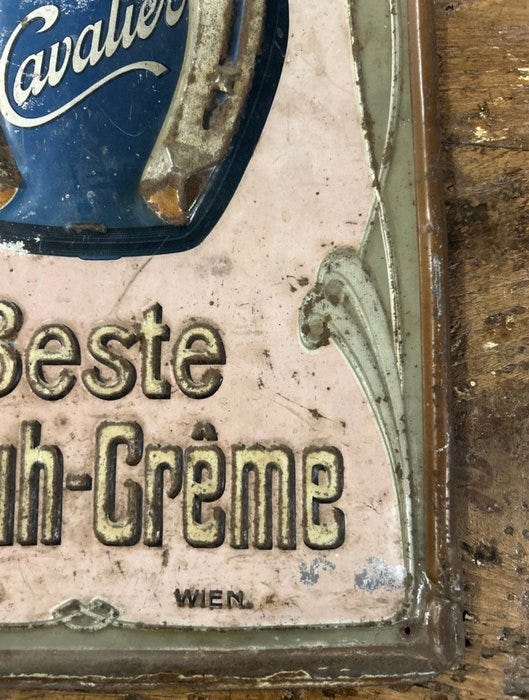 Cavalier
Beste
uh-Crême
WIEN.